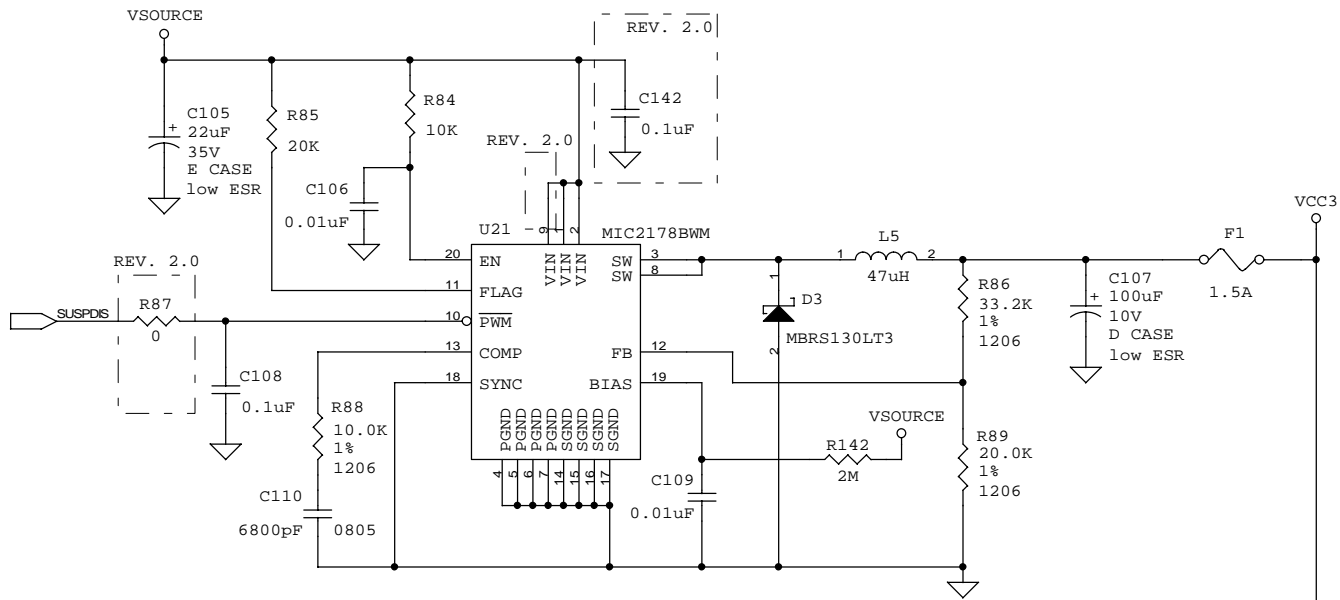 VSOURCE
REV. 2.0
C105
22uF
35V
E CASE
low ESR
R85
20K
R84
10K
C142
0.1uF
REV. 2.0
C106
0.01uF
U21
MIC2178BWM
9
1
2
VIN
VIN
VIN
20
EN
11
FLAG
10
PWM
13
COMP
18
SYNC
SW
3
SW
8
FB
12
BIAS
19
PGND
PGND
PGND
PGND
SGND
SGND
SGND
SGND
4
5
6
7
14
15
16
17
REV. 2.0
SUSPDIS
R87
0
C108
0.1uF
R88
10.0K
1%
1206
C110
6800pF
0805
1
L5
2
47uH
1
D3
2
MBRS130LT3
R86
33.2K
1%
1206
C107
100uF
10V
D CASE
low ESR
F1
1.5A
VCC3
VSOURCE
R142
2M
C109
0.01uF
R89
20.0K
1%
1206